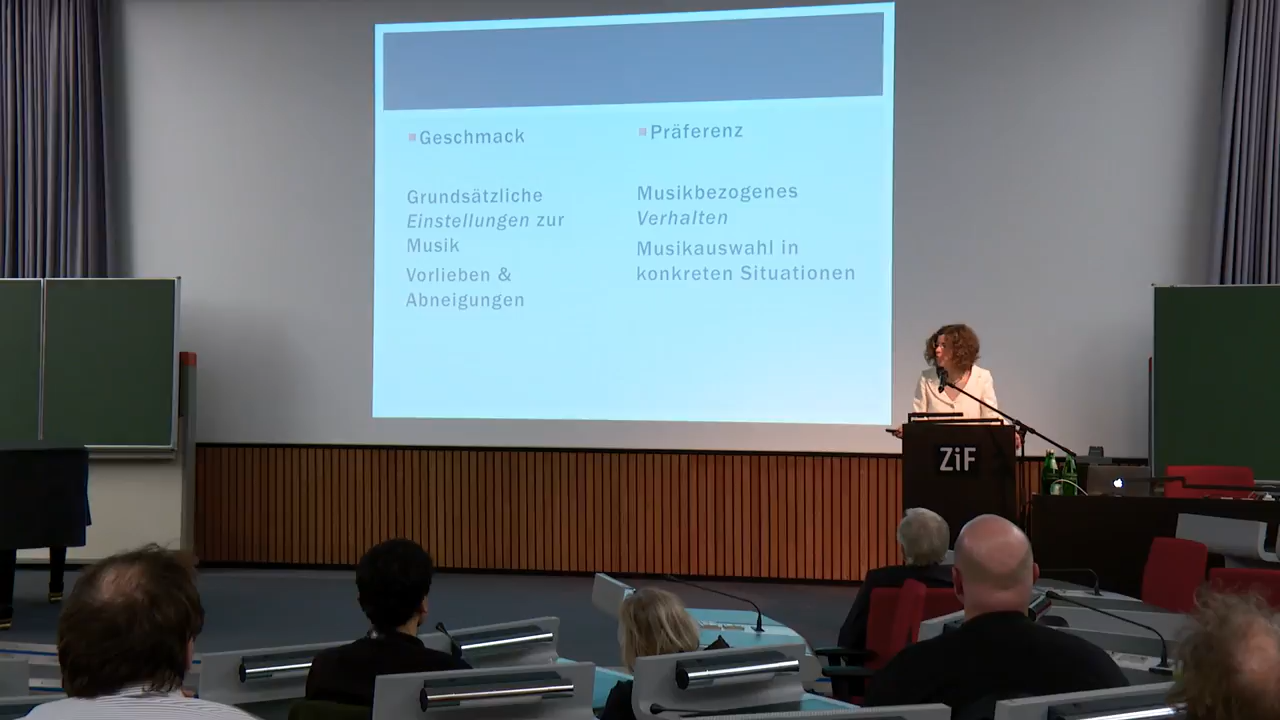 Geschmack
Grundsätzliche
Einstellungen zur
Musik
Vorlieben &
Abneigungen
Präferenz
Musikbezogenes
Verhalten
Musikauswahl in
konkreten Situationen
ZiF